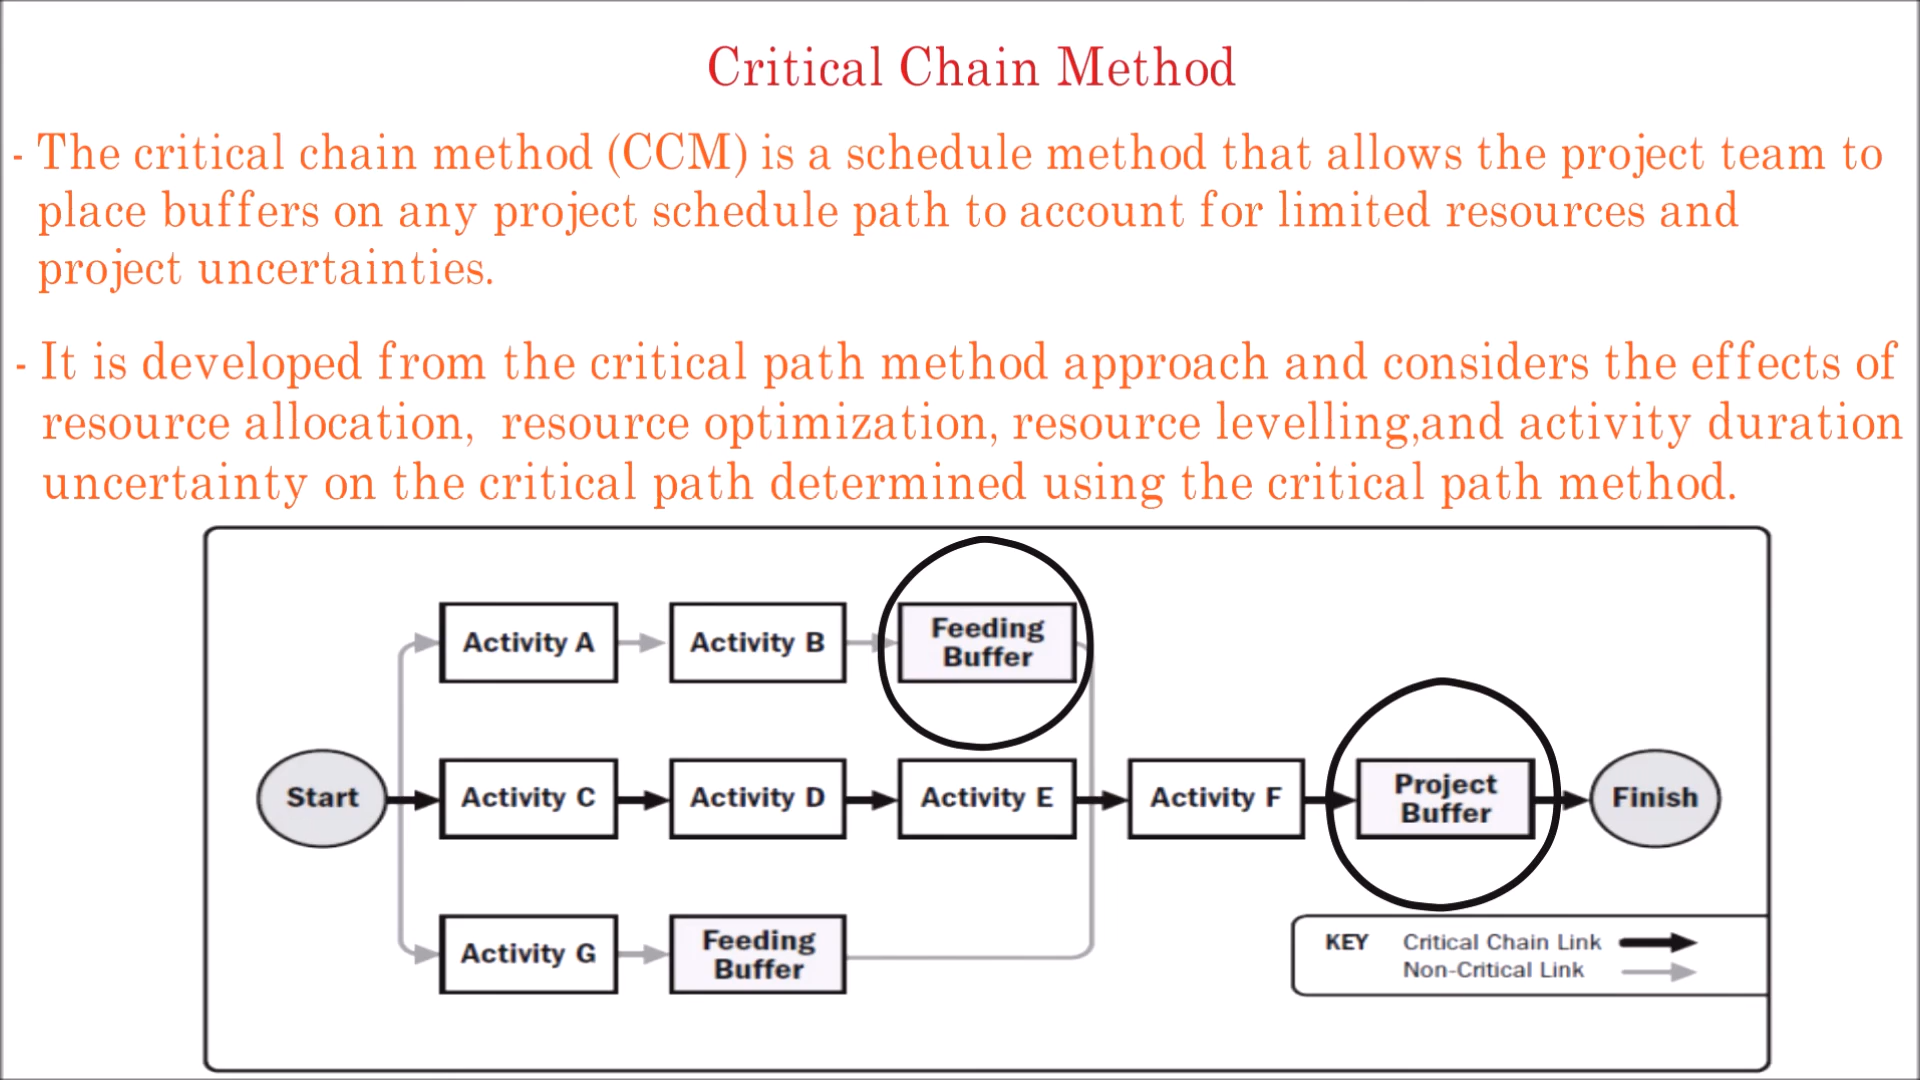 Critical Chain Method
- The critical chain method (CCM) is a schedule method that allows the project team to
place buffers on any project schedule path to account for limited resources and
project uncertainties.
- It is developed from the critical path method approach and considers the effects of
resource allocation, resource optimization, resource levelling,and activity duration
uncertainty on the critical path determined using the critical path method.
Activity A
Activity B
Feeding
Buffer
Start
Activity C
Activity D
Activity E
Activity F
Project
Buffer
Finish
Activity G
Feeding
Buffer
KEY Critical Chain Link
Non-Critical Link